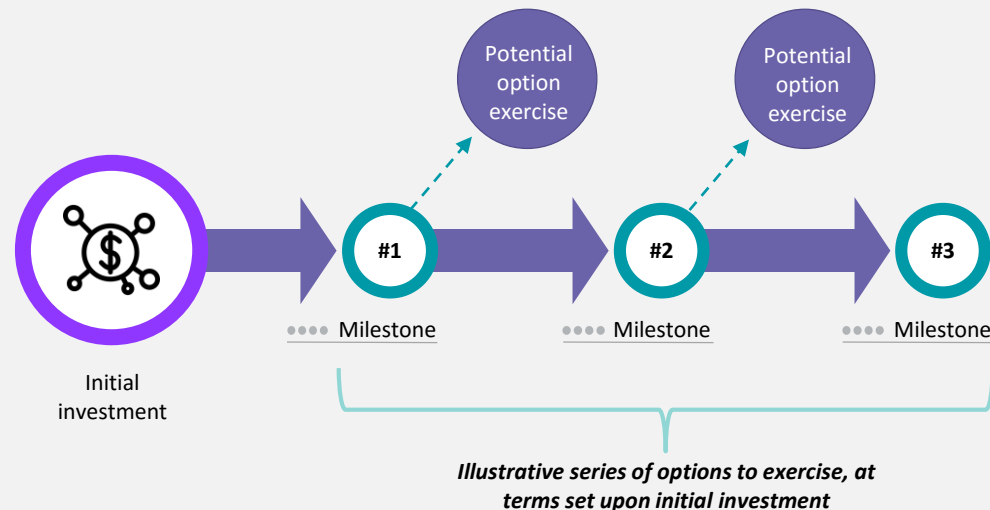 Potential
option
exercise
Potential
option
exercise
$
#1
#2
#3
Milestone
Milestone
Milestone
Initial
investment
Illustrative series of options to exercise, at
terms set upon initial investment